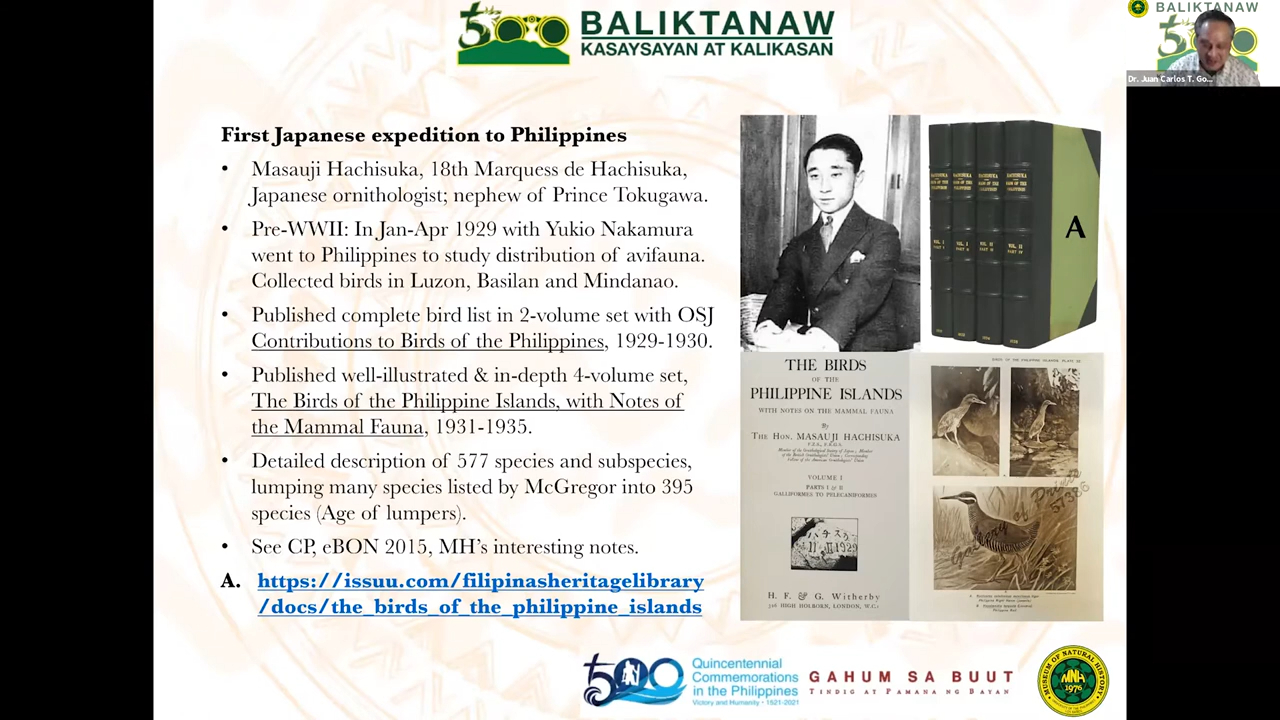 BALIKTANAW
KASAYSAYAN AT KALIKASAN
BALIKTANAW
Dr. Juan Carlos T. Go...
First Japanese expedition to Philippines
• Masauji Hachisuka, 18th Marquess de Hachisuka,
Japanese ornithologist; nephew of Prince Tokugawa.
• Pre-WWII: In Jan-Apr 1929 with Yukio Nakamura
went to Philippines to study distribution of avifauna.
Collected birds in Luzon, Basilan and Mindanao.
• Published complete bird list in 2-volume set with OSJ
Contributions to Birds of the Philippines, 1929-1930.
• Published well-illustrated & in-depth 4-volume set,
The Birds of the Philippine Islands, with Notes of
the Mammal Fauna, 1931-1935.
• Detailed description of 577 species and subspecies,
lumping many species listed by McGregor into 395
species (Age of lumpers).
• See CP, eBON 2015, MH's interesting notes.
A. https://issuu.com/filipinasheritagelibrary
/docs/the_birds_of_the_philippine_islands
A
THE BIRDS
OF THE
PHILIPPINE ISLANDS
WITH NOTES ON THE MAMMAL FAUNA
By
THE HON. MASAUJI HACHISUKA
VOLUME I
PARTS I & II
GALLIFORMES TO PELECANIFORMES
H. F. & G. Witherby
326 HIGH HOLBORN, LONDON, W.C.1
500
Quincentennial
Commemorations
in the Philippines
Victory and Humanity • 1521-2021
GAHUM SA BUUT
TINDIG AT PAMANA NG BAYAN
MUSEUM OF NATURAL HISTORY
MNH
1976